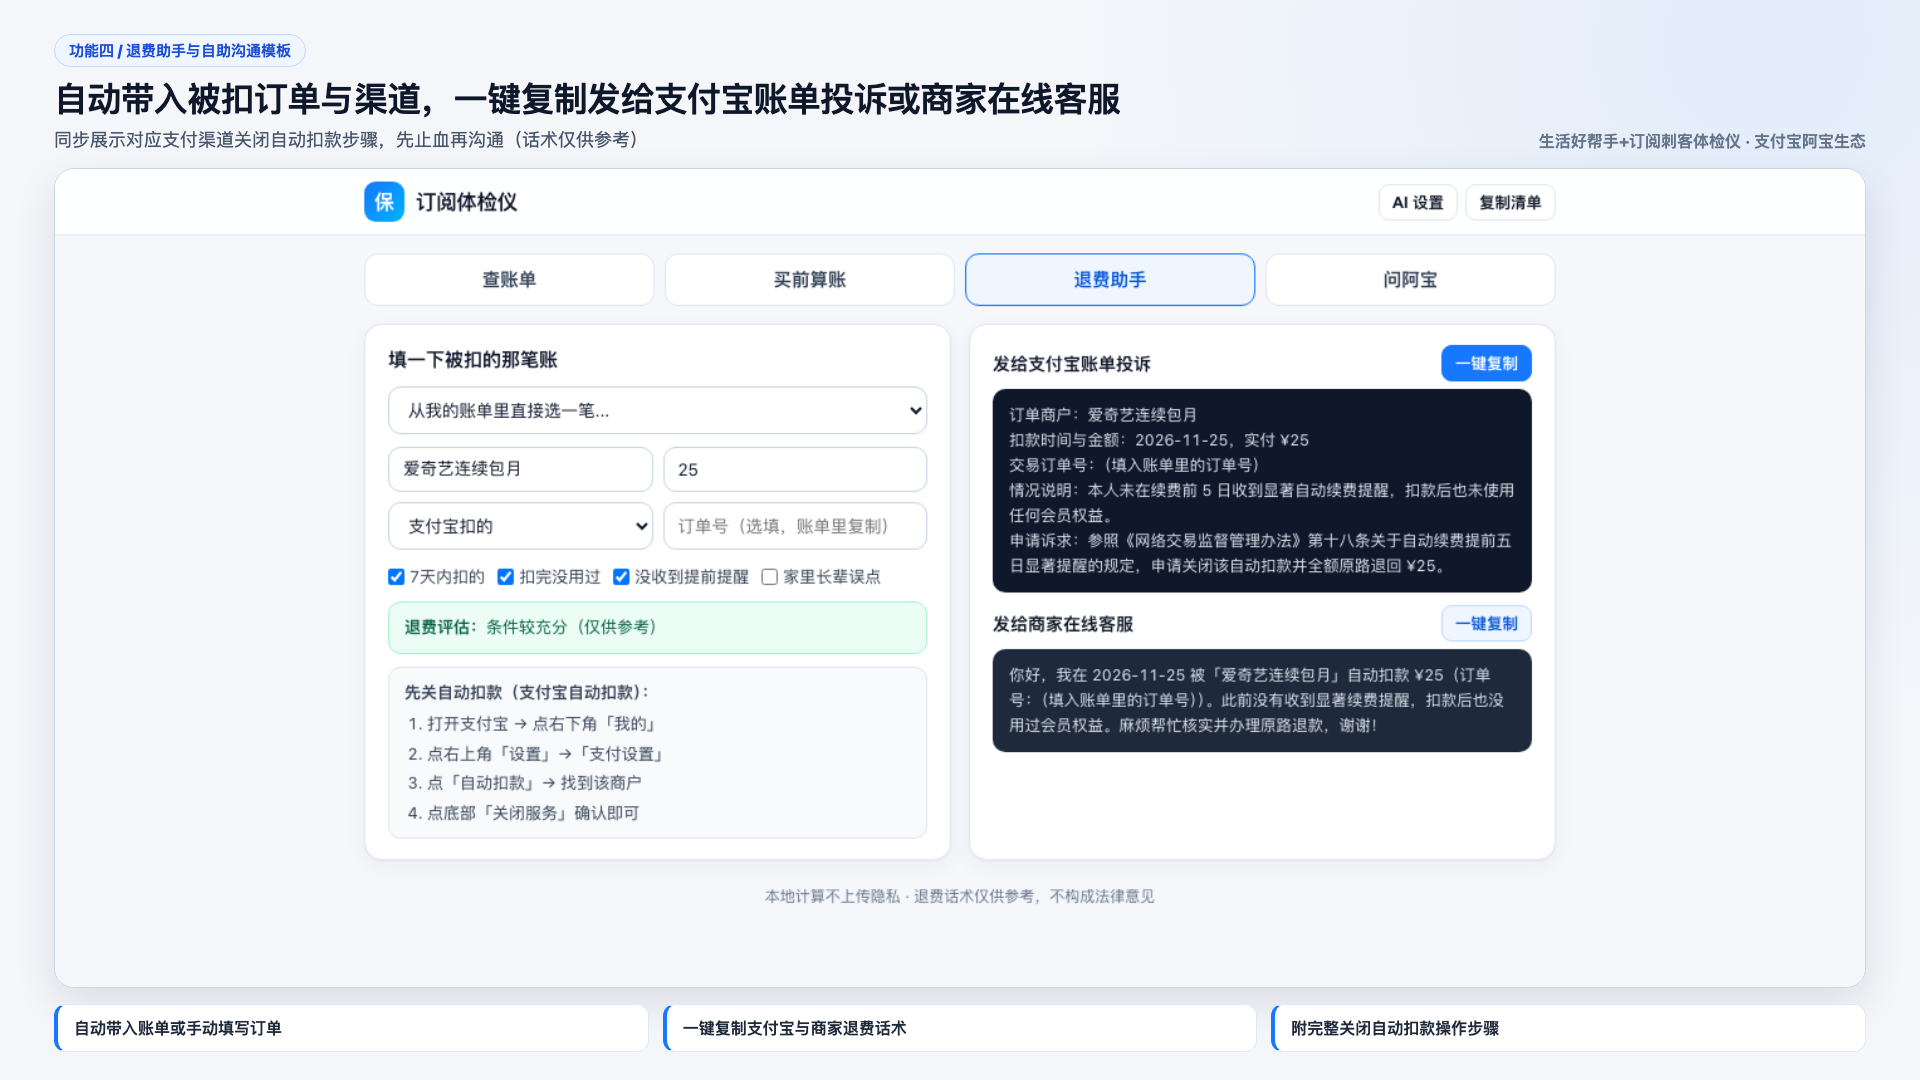 功能四 / 退费助手与自助沟通模板
自动带入被扣订单与渠道，一键复制发给支付宝账单投诉或商家在线客服
同步展示对应支付渠道关闭自动扣款步骤，先止血再沟通（话术仅供参考）
生活好帮手+订阅刺客体检仪 · 支付宝阿宝生态
保 订阅体检仪
AI 设置
复制清单
查账单
买前算账
退费助手
问阿宝
填一下被扣的那笔账
从我的账单里直接选一笔...
爱奇艺连续包月
25
支付宝扣的
订单号（选填，账单里复制）
7天内扣的
扣完没用过
没收到提前提醒
家里长辈误点
退费评估：条件较充分（仅供参考）
先关自动扣款（支付宝自动扣款）：
1. 打开支付宝 → 点右下角「我的」
2. 点右上角「设置」→「支付设置」
3. 点「自动扣款」→ 找到该商户
4. 点底部「关闭服务」确认即可
发给支付宝账单投诉
一键复制
订单商户：爱奇艺连续包月
扣款时间与金额：2026-11-25，实付 ¥25
交易订单号：（填入账单里的订单号）
情况说明：本人未在续费前 5 日收到显著自动续费提醒，扣款后也未使用
任何会员权益。
申请诉求：参照《网络交易监督管理办法》第十八条关于自动续费提前五
日显著提醒的规定，申请关闭该自动扣款并全额原路退回 ¥25。
发给商家在线客服
一键复制
你好，我在 2026-11-25 被「爱奇艺连续包月」自动扣款 ¥25（订单
号：（填入账单里的订单号））。此前没有收到显著续费提醒，扣款后也没
用过会员权益。麻烦帮忙核实并办理原路退款，谢谢！
本地计算不上传隐私 · 退费话术仅供参考，不构成法律意见
自动带入账单或手动填写订单
一键复制支付宝与商家退费话术
附完整关闭自动扣款操作步骤